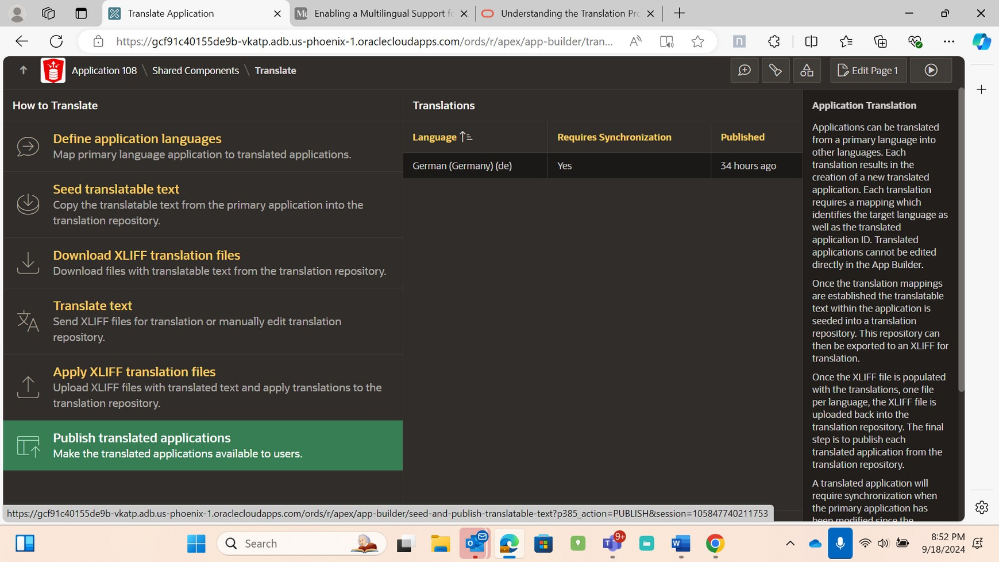 Translate Application
Enabling a Multilingual Support fo
Understanding the Translation Pro
https://gcf91c40155de9b-vkatp.adb.us-phoenix-1.oraclecloudapps.com/ords/r/apex/app-builder/tran...
Application 108 \ Shared Components \ Translate
Edit Page 1
How to Translate
Define application languages
Map primary language application to translated applications.
Seed translatable text
Copy the translatable text from the primary application into the
translation repository.
Download XLIFF translation files
Download files with translatable text from the translation repository.
Translate text
Send XLIFF files for translation or manually edit translation
repository.
Apply XLIFF translation files
Upload XLIFF files with translated text and apply translations to the
translation repository.
Publish translated applications
Make the translated applications available to users.
Translations
Language Requires Synchronization Published
German (Germany) (de) Yes 34 hours ago
Application Translation
Applications can be translated
from a primary language into
other languages. Each
translation results in the
creation of a new translated
application. Each translation
requires a mapping which
identifies the target language as
well as the translated
application ID. Translated
applications cannot be edited
directly in the App Builder.
Once the translation mappings
are established the translatable
text within the application is
seeded into a translation
repository. This repository can
then be exported to an XLIFF for
translation.
Once the XLIFF file is populated
with the translations, one file
per language, the XLIFF file is
uploaded back into the
translation repository. The final
step is to publish each
translated application from the
translation repository.
A translated application will
require synchronization when
the primary application has
been modified since the
https://gcf91c40155de9b-vkatp.adb.us-phoenix-1.oraclecloudapps.com/ords/r/apex/app-builder/seed-and-publish-translatable-text?p385_action=PUBLISH&session=105847740211753
Search
9+
8:52 PM
9/18/2024